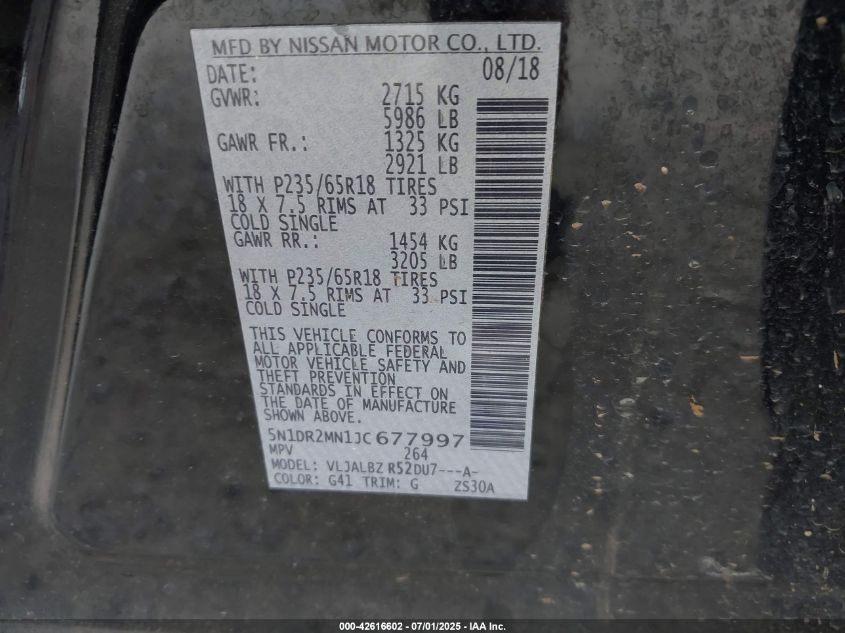 MFD BY NISSAN MOTOR CO., LTD.
DATE: 08/18
GVWR: 2715 KG
5986 LB
GAWR FR.: 1325 KG
2921 LB
WITH P235/65R18 TIRES
18 X 7.5 RIMS AT 33 PSI
COLD SINGLE
GAWR RR.: 1454 KG
3205 LB
WITH P235/65R18 TIRES
18 X 7.5 RIMS AT 33 PSI
COLD SINGLE
THIS VEHICLE CONFORMS TO
ALL APPLICABLE FEDERAL
MOTOR VEHICLE SAFETY AND
THEFT PREVENTION
STANDARDS IN EFFECT ON
THE DATE OF MANUFACTURE
SHOWN ABOVE.
5N1DR2MN1JC677997
MPV 264
MODEL: VLJALBZ R52DU7---A-
COLOR: G41 TRIM: G ZS30A
000-42616602 - 07/01/2025 - IAA Inc.